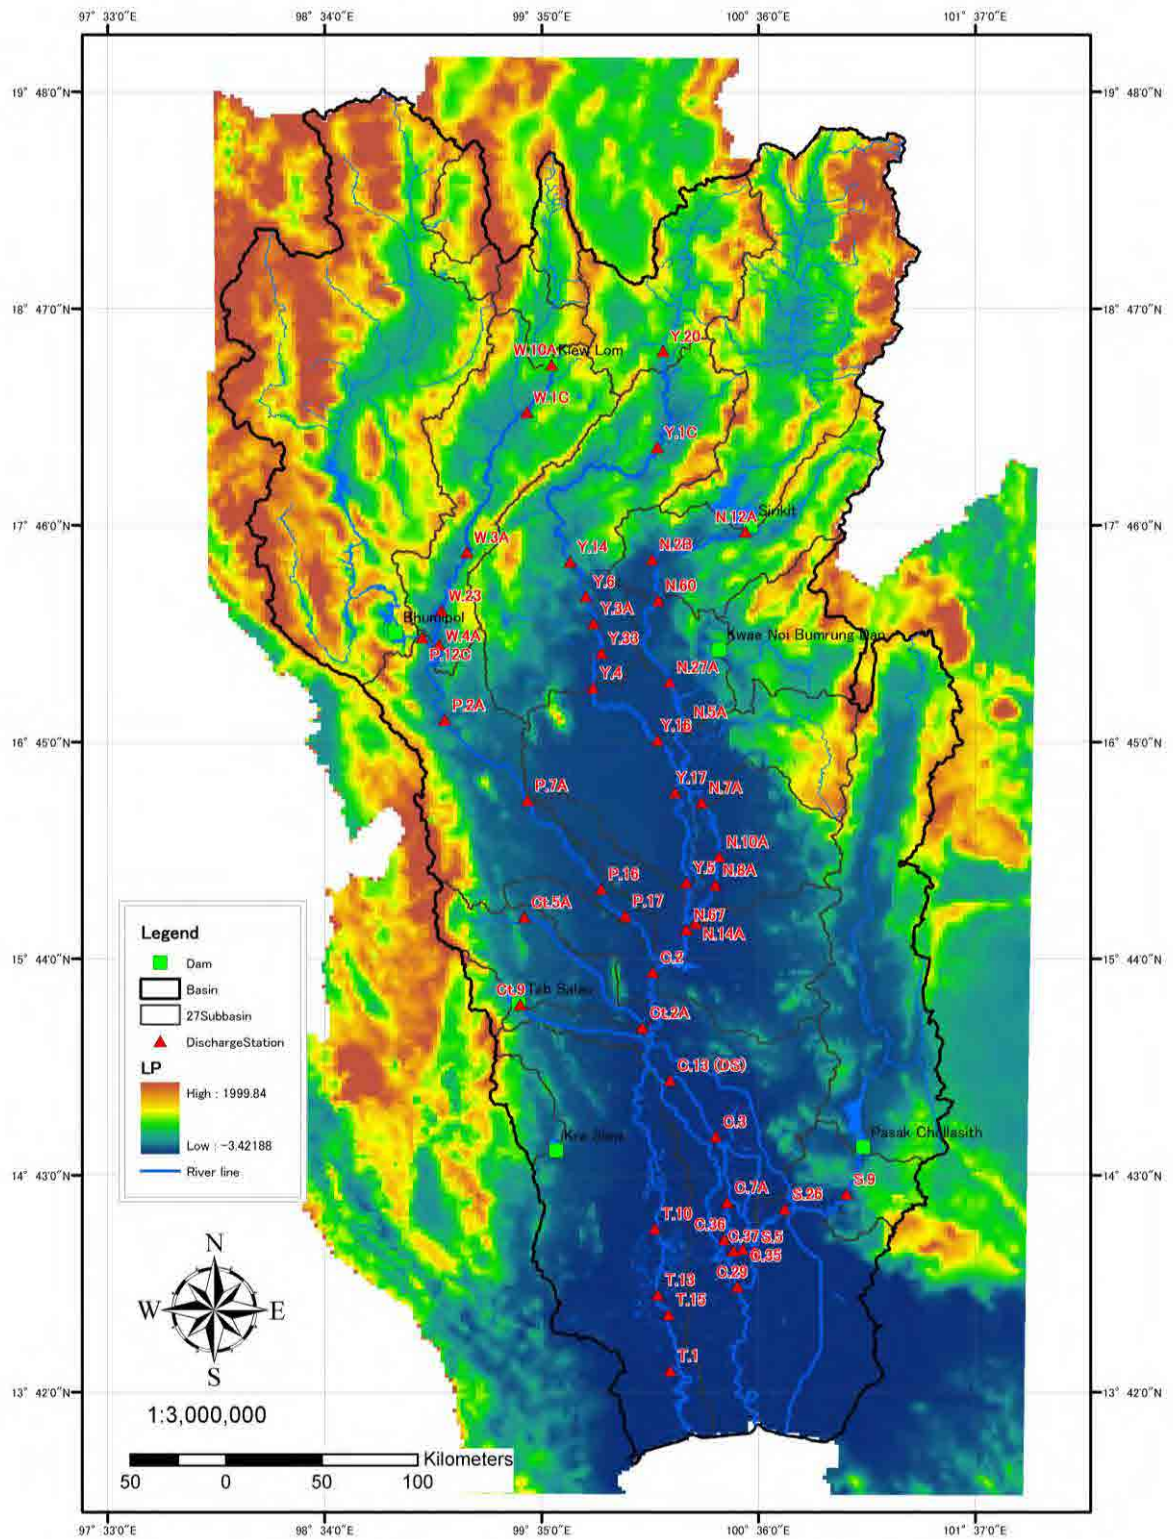 97° 33'0"E 98° 34'0"E 99° 35'0"E 100° 36'0"E 101° 37'0"E
19° 48'0"N 19° 48'0"N
18° 47'0"N 18° 47'0"N
Y.20
W.10A Kiew Lom
W.1C
Y.1C
17° 46'0"N 17° 46'0"N
N.12A Sirikit
W.3A
Y.14 N.2B
Y.6 N.60
W.23 Y.3A
Bhumipol
W.4A Y.33 Kwae Noi Bumrung Dan
P.12C
Y.4 N.27A
P.2A N.5A
Y.16
16° 45'0"N 16° 45'0"N
P.7A Y.17 N.7A
N.10A
P.16 Y.5 N.8A
Ct.5A P.17 N.67
N.14A
15° 44'0"N C.2 15° 44'0"N
Ct.9 Tab Salao
Ct.2A
C.13 (DS)
C.3
Pasak Chollasith
14° 43'0"N 14° 43'0"N
C.7A S.26 S.9
T.10 C.36
C.37 S.5
C.35
C.29
T.13
T.15
T.1
13° 42'0"N 13° 42'0"N
Legend
Dam
Basin
27Subbasin
DischargeStation
LP
High : 1999.84
Low : -3.42188
River line
N
W E
S
1:3,000,000
Kilometers
50 0 50 100
97° 33'0"E 98° 34'0"E 99° 35'0"E 100° 36'0"E 101° 37'0"E